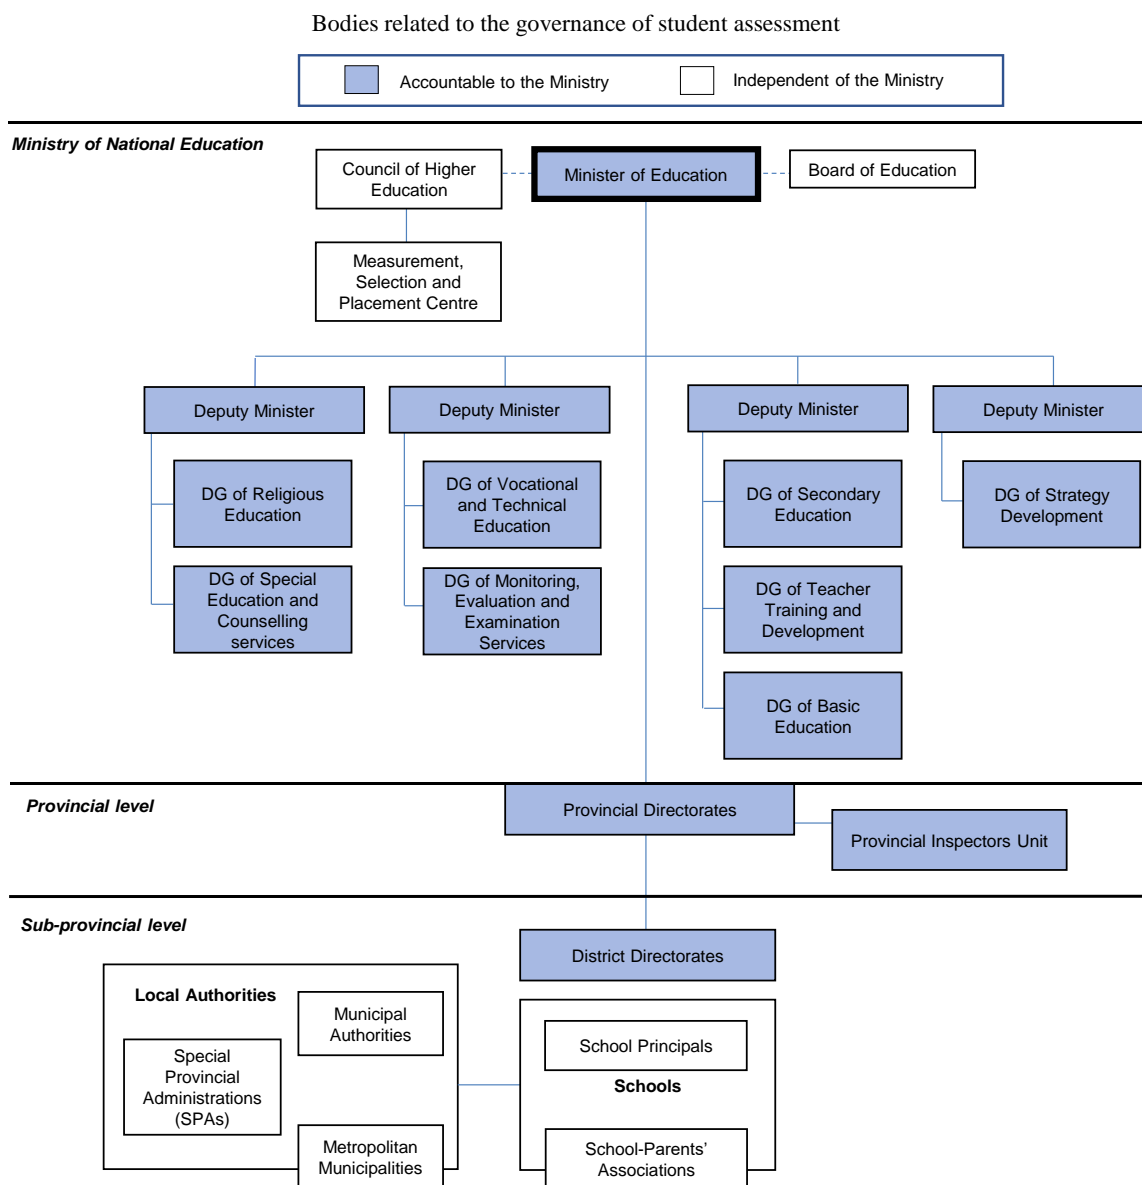 Bodies related to the governance of student assessment
Accountable to the Ministry
Independent of the Ministry
Ministry of National Education
Council of Higher
Education
Minister of Education
Board of Education
Measurement,
Selection and
Placement Centre
Deputy Minister
Deputy Minister
Deputy Minister
Deputy Minister
DG of Religious
Education
DG of Vocational
and Technical
Education
DG of Secondary
Education
DG of Strategy
Development
DG of Special
Education and
Counselling
services
DG of Monitoring,
Evaluation and
Examination
Services
DG of Teacher
Training and
Development
DG of Basic
Education
Provincial level
Provincial Directorates
Provincial Inspectors Unit
Sub-provincial level
District Directorates
Local Authorities
Municipal
Authorities
Special
Provincial
Administrations
(SPAs)
Metropolitan
Municipalities
School Principals
Schools
School-Parents'
Associations